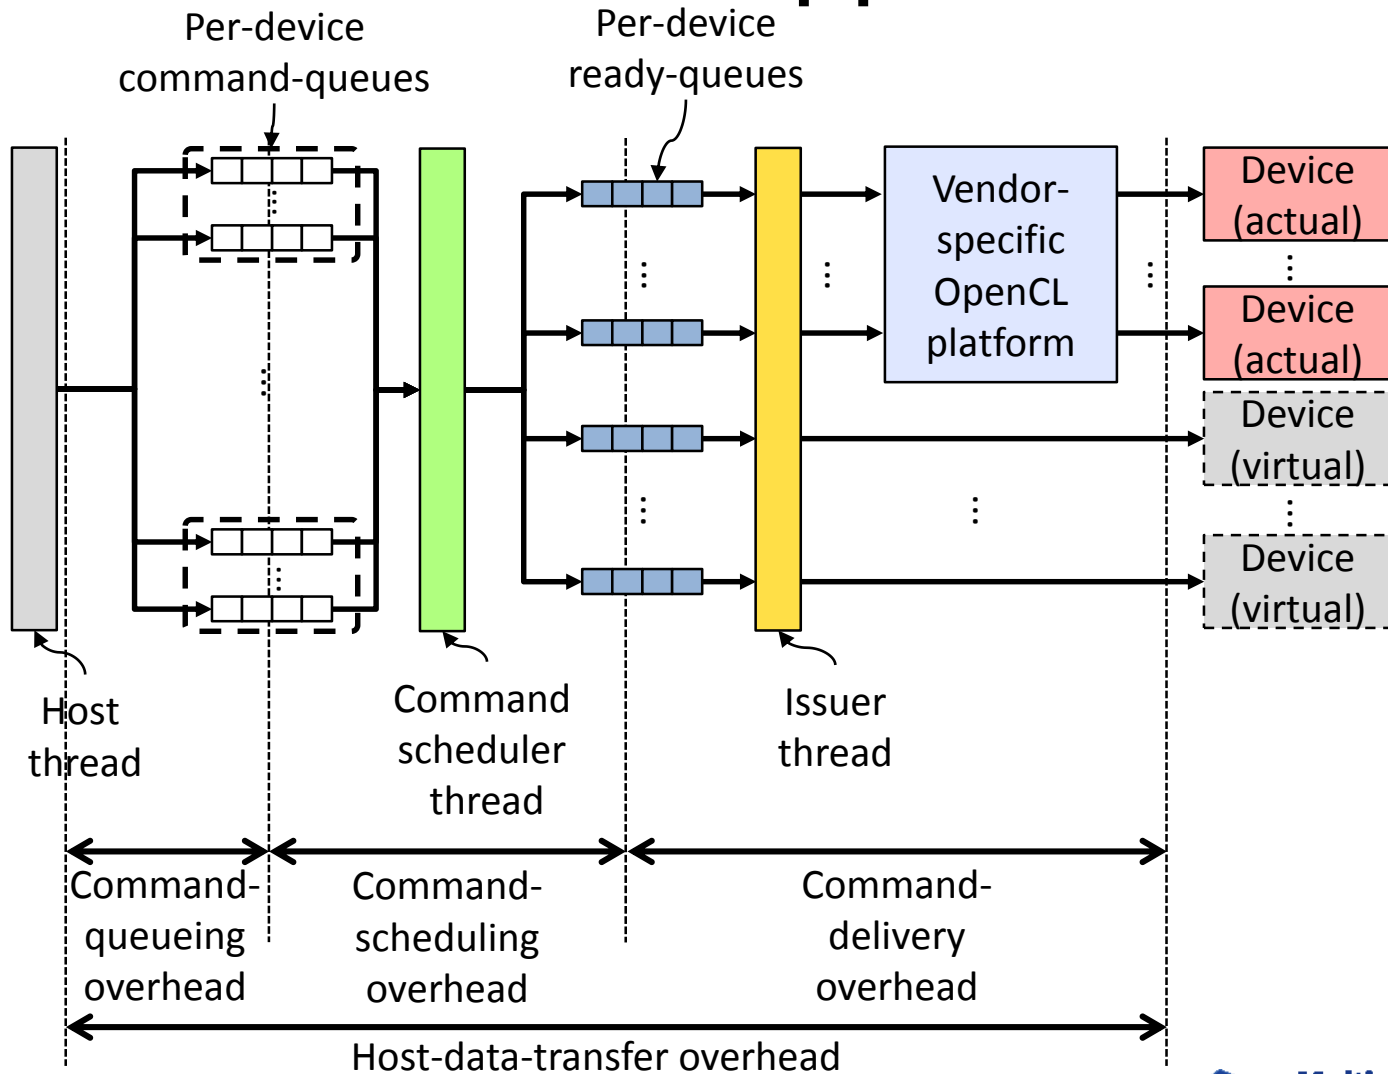 Per-device
command-queues
Per-device
ready-queues
Vendor-
specific
OpenCL
platform
Device
(actual)
Device
(actual)
Device
(virtual)
Device
(virtual)
Host
thread
Command
scheduler
thread
Issuer
thread
Command-
queueing
overhead
Command-
scheduling
overhead
Command-
delivery
overhead
Host-data-transfer overhead